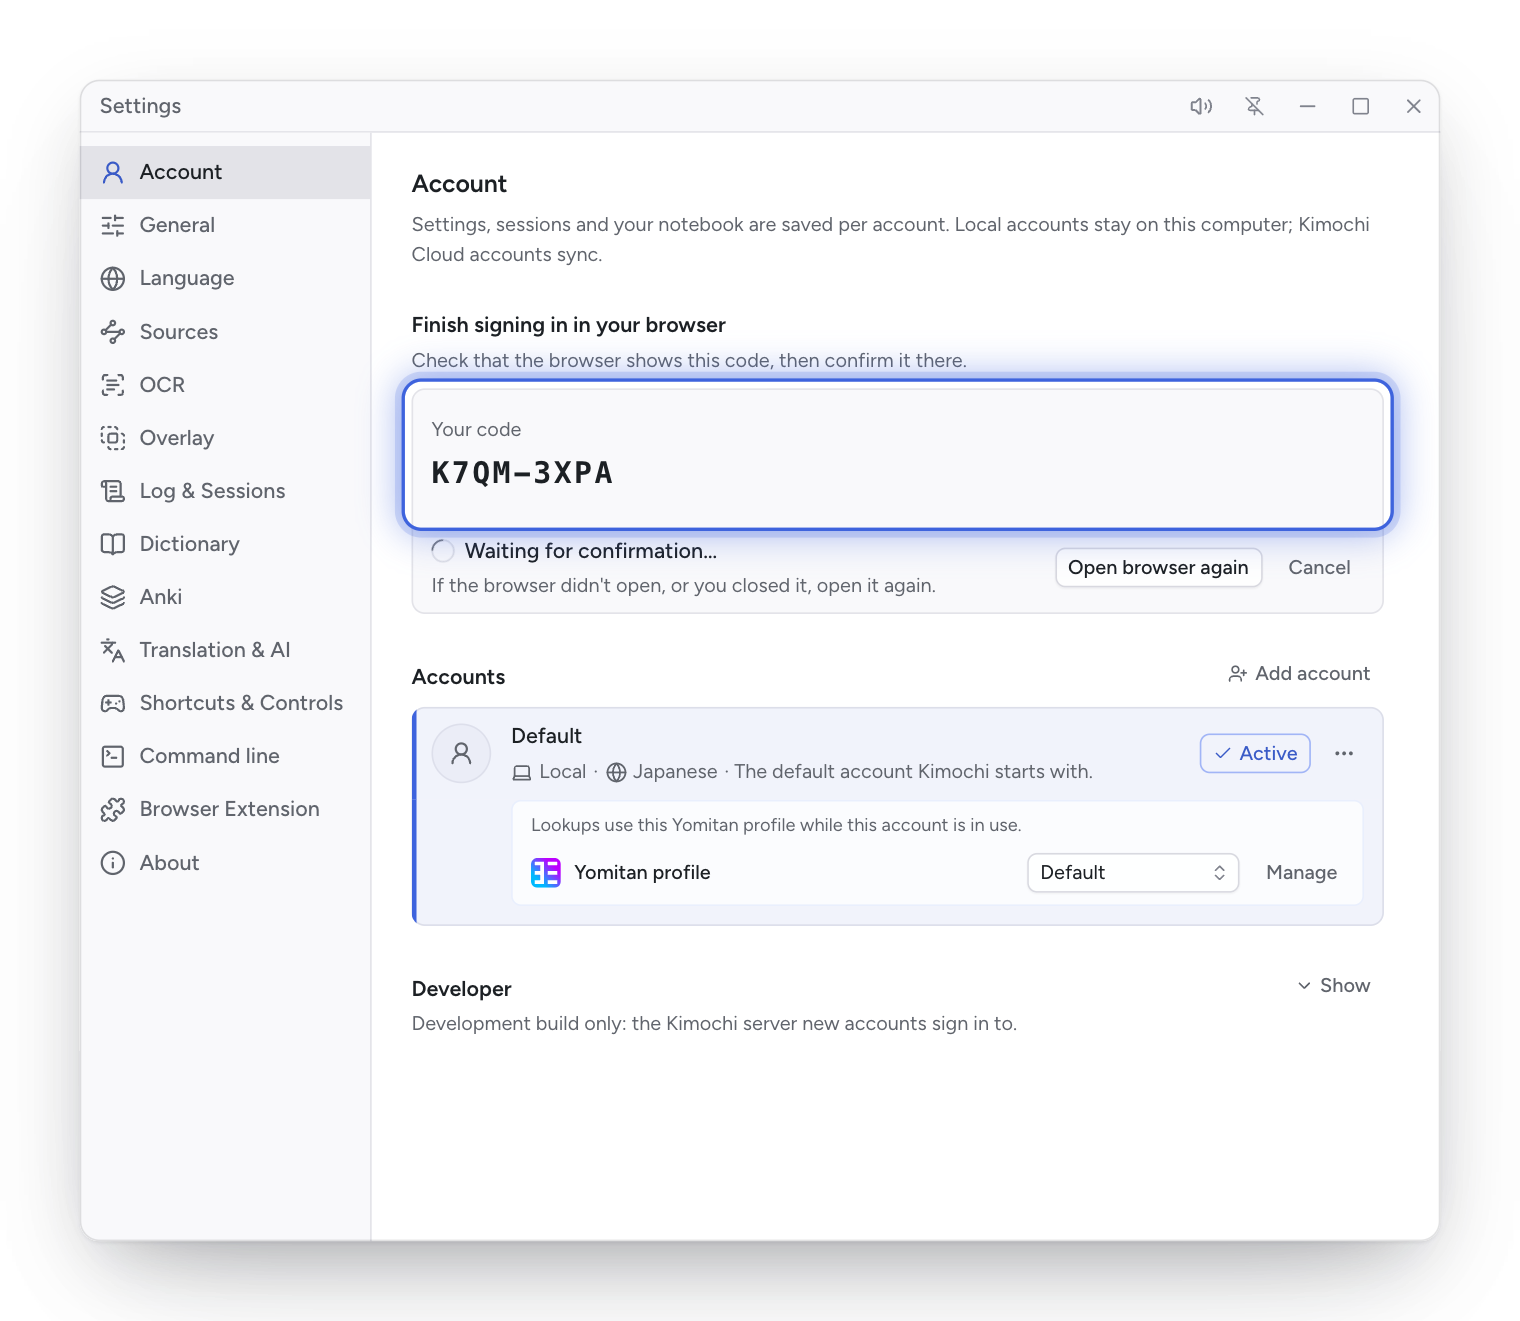 Settings
Account
General
Language
Sources
OCR
Overlay
Log & Sessions
Dictionary
Anki
Translation & AI
Shortcuts & Controls
Command line
Browser Extension
About
Account
Settings, sessions and your notebook are saved per account. Local accounts stay on this computer; Kimochi
Cloud accounts sync.
Finish signing in in your browser
Check that the browser shows this code, then confirm it there.
Your code
K7QM–3XPA
Waiting for confirmation...
If the browser didn't open, or you closed it, open it again.
Open browser again
Cancel
Accounts
Add account
Default
Local · Japanese · The default account Kimochi starts with.
Active
Lookups use this Yomitan profile while this account is in use.
Yomitan profile
Default
Manage
Developer
Show
Development build only: the Kimochi server new accounts sign in to.